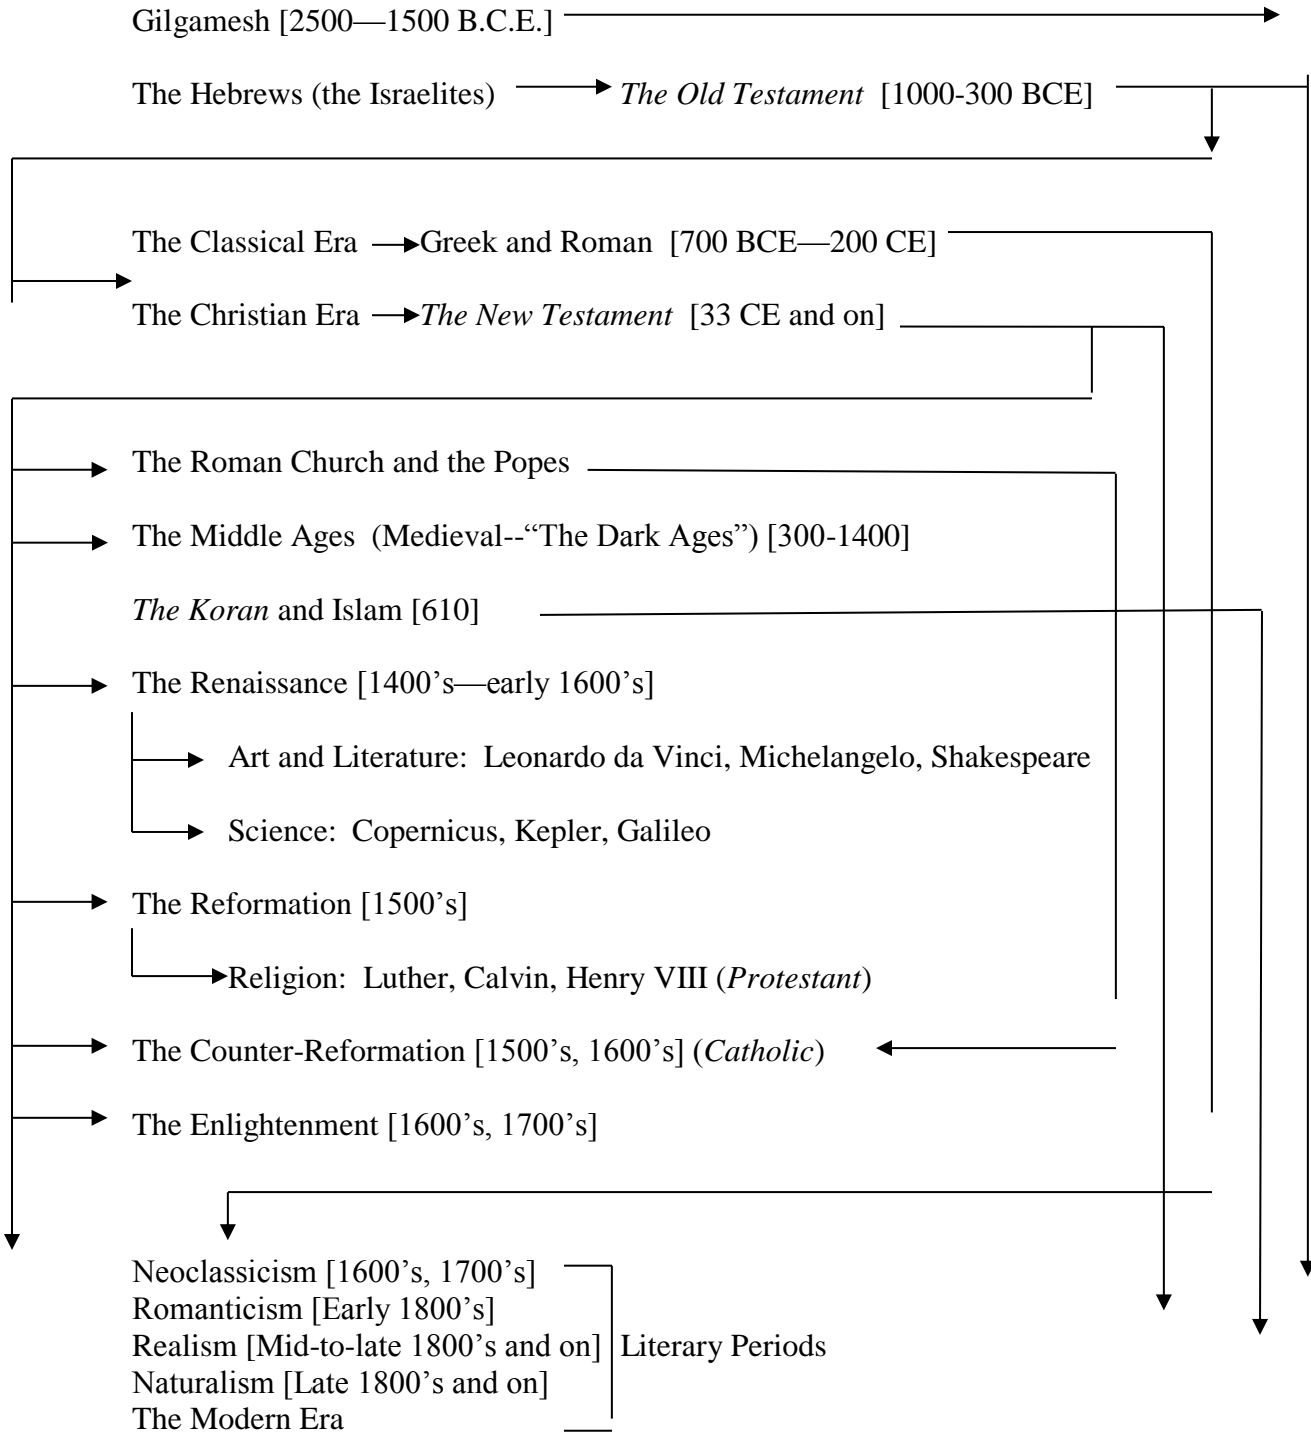 Gilgamesh [2500—1500 B.C.E.]
The Hebrews (the Israelites) The Old Testament [1000-300 BCE]
The Classical Era Greek and Roman [700 BCE—200 CE]
The Christian Era The New Testament [33 CE and on]
The Roman Church and the Popes
The Middle Ages (Medieval--“The Dark Ages”) [300-1400]
The Koran and Islam [610]
The Renaissance [1400’s—early 1600’s]
Art and Literature: Leonardo da Vinci, Michelangelo, Shakespeare
Science: Copernicus, Kepler, Galileo
The Reformation [1500’s]
Religion: Luther, Calvin, Henry VIII (Protestant)
The Counter-Reformation [1500’s, 1600’s] (Catholic)
The Enlightenment [1600’s, 1700’s]
Neoclassicism [1600’s, 1700’s]
Romanticism [Early 1800’s]
Realism [Mid-to-late 1800’s and on] Literary Periods
Naturalism [Late 1800’s and on]
The Modern Era